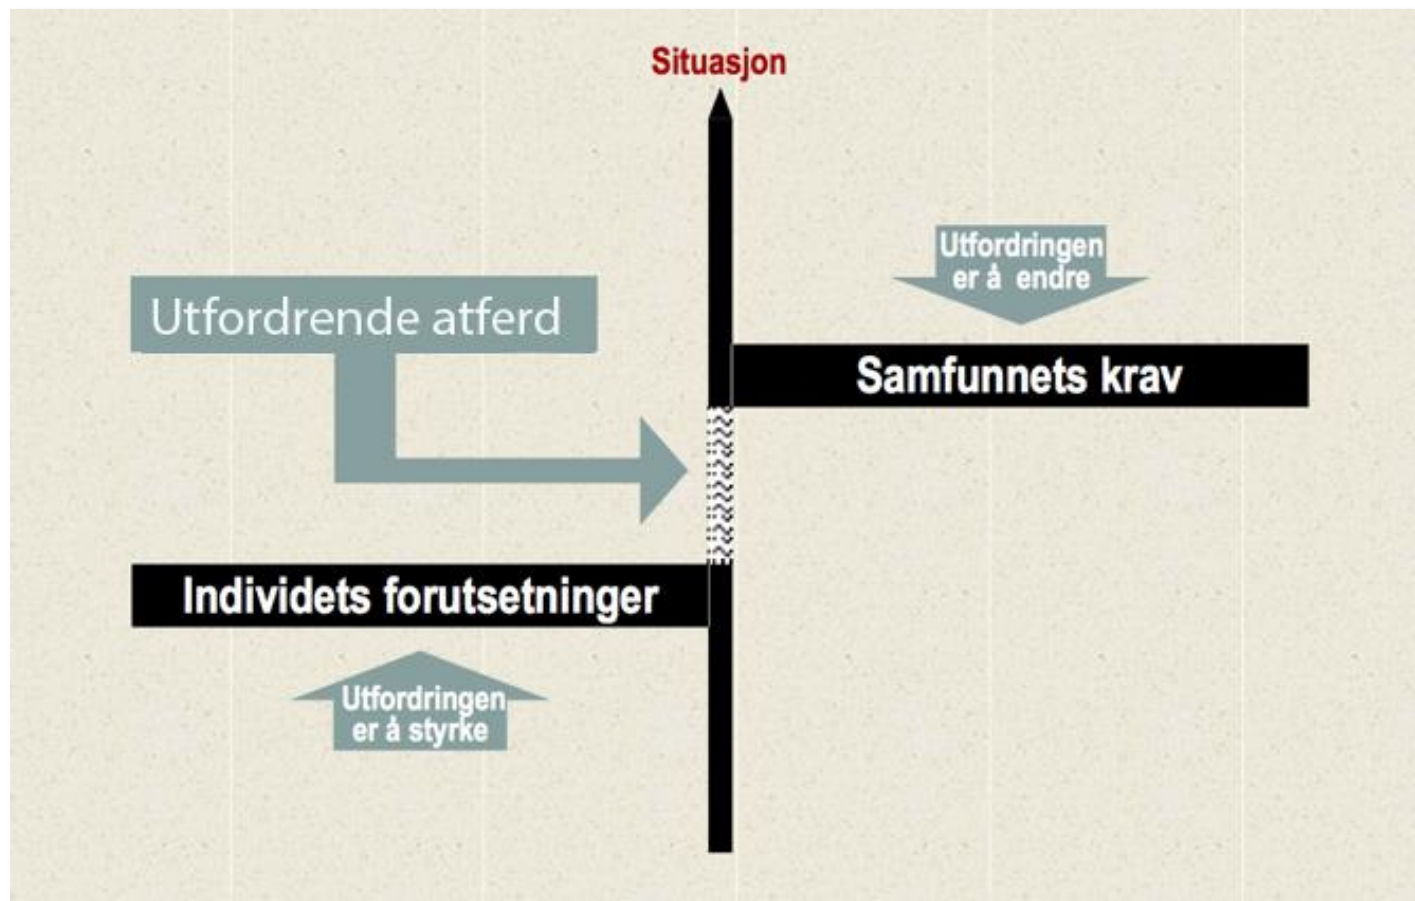 Situasjon
Utfordringen
er å endre
Utfordrende atferd
Samfunnets krav
Individets forutsetninger
Utfordringen
er å styrke